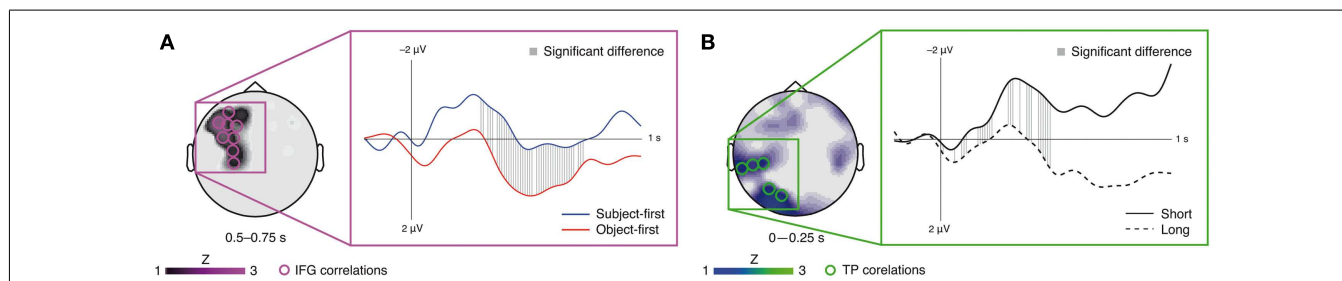 A
–2 µV
Significant difference
1 s
Subject-first
Object-first
2 µV
0.5–0.75 s
Z
1
3
IFG correlations
B
–2 µV
Significant difference
1 s
Short
Long
2 µV
0—0.25 s
Z
1
3
TP corelations